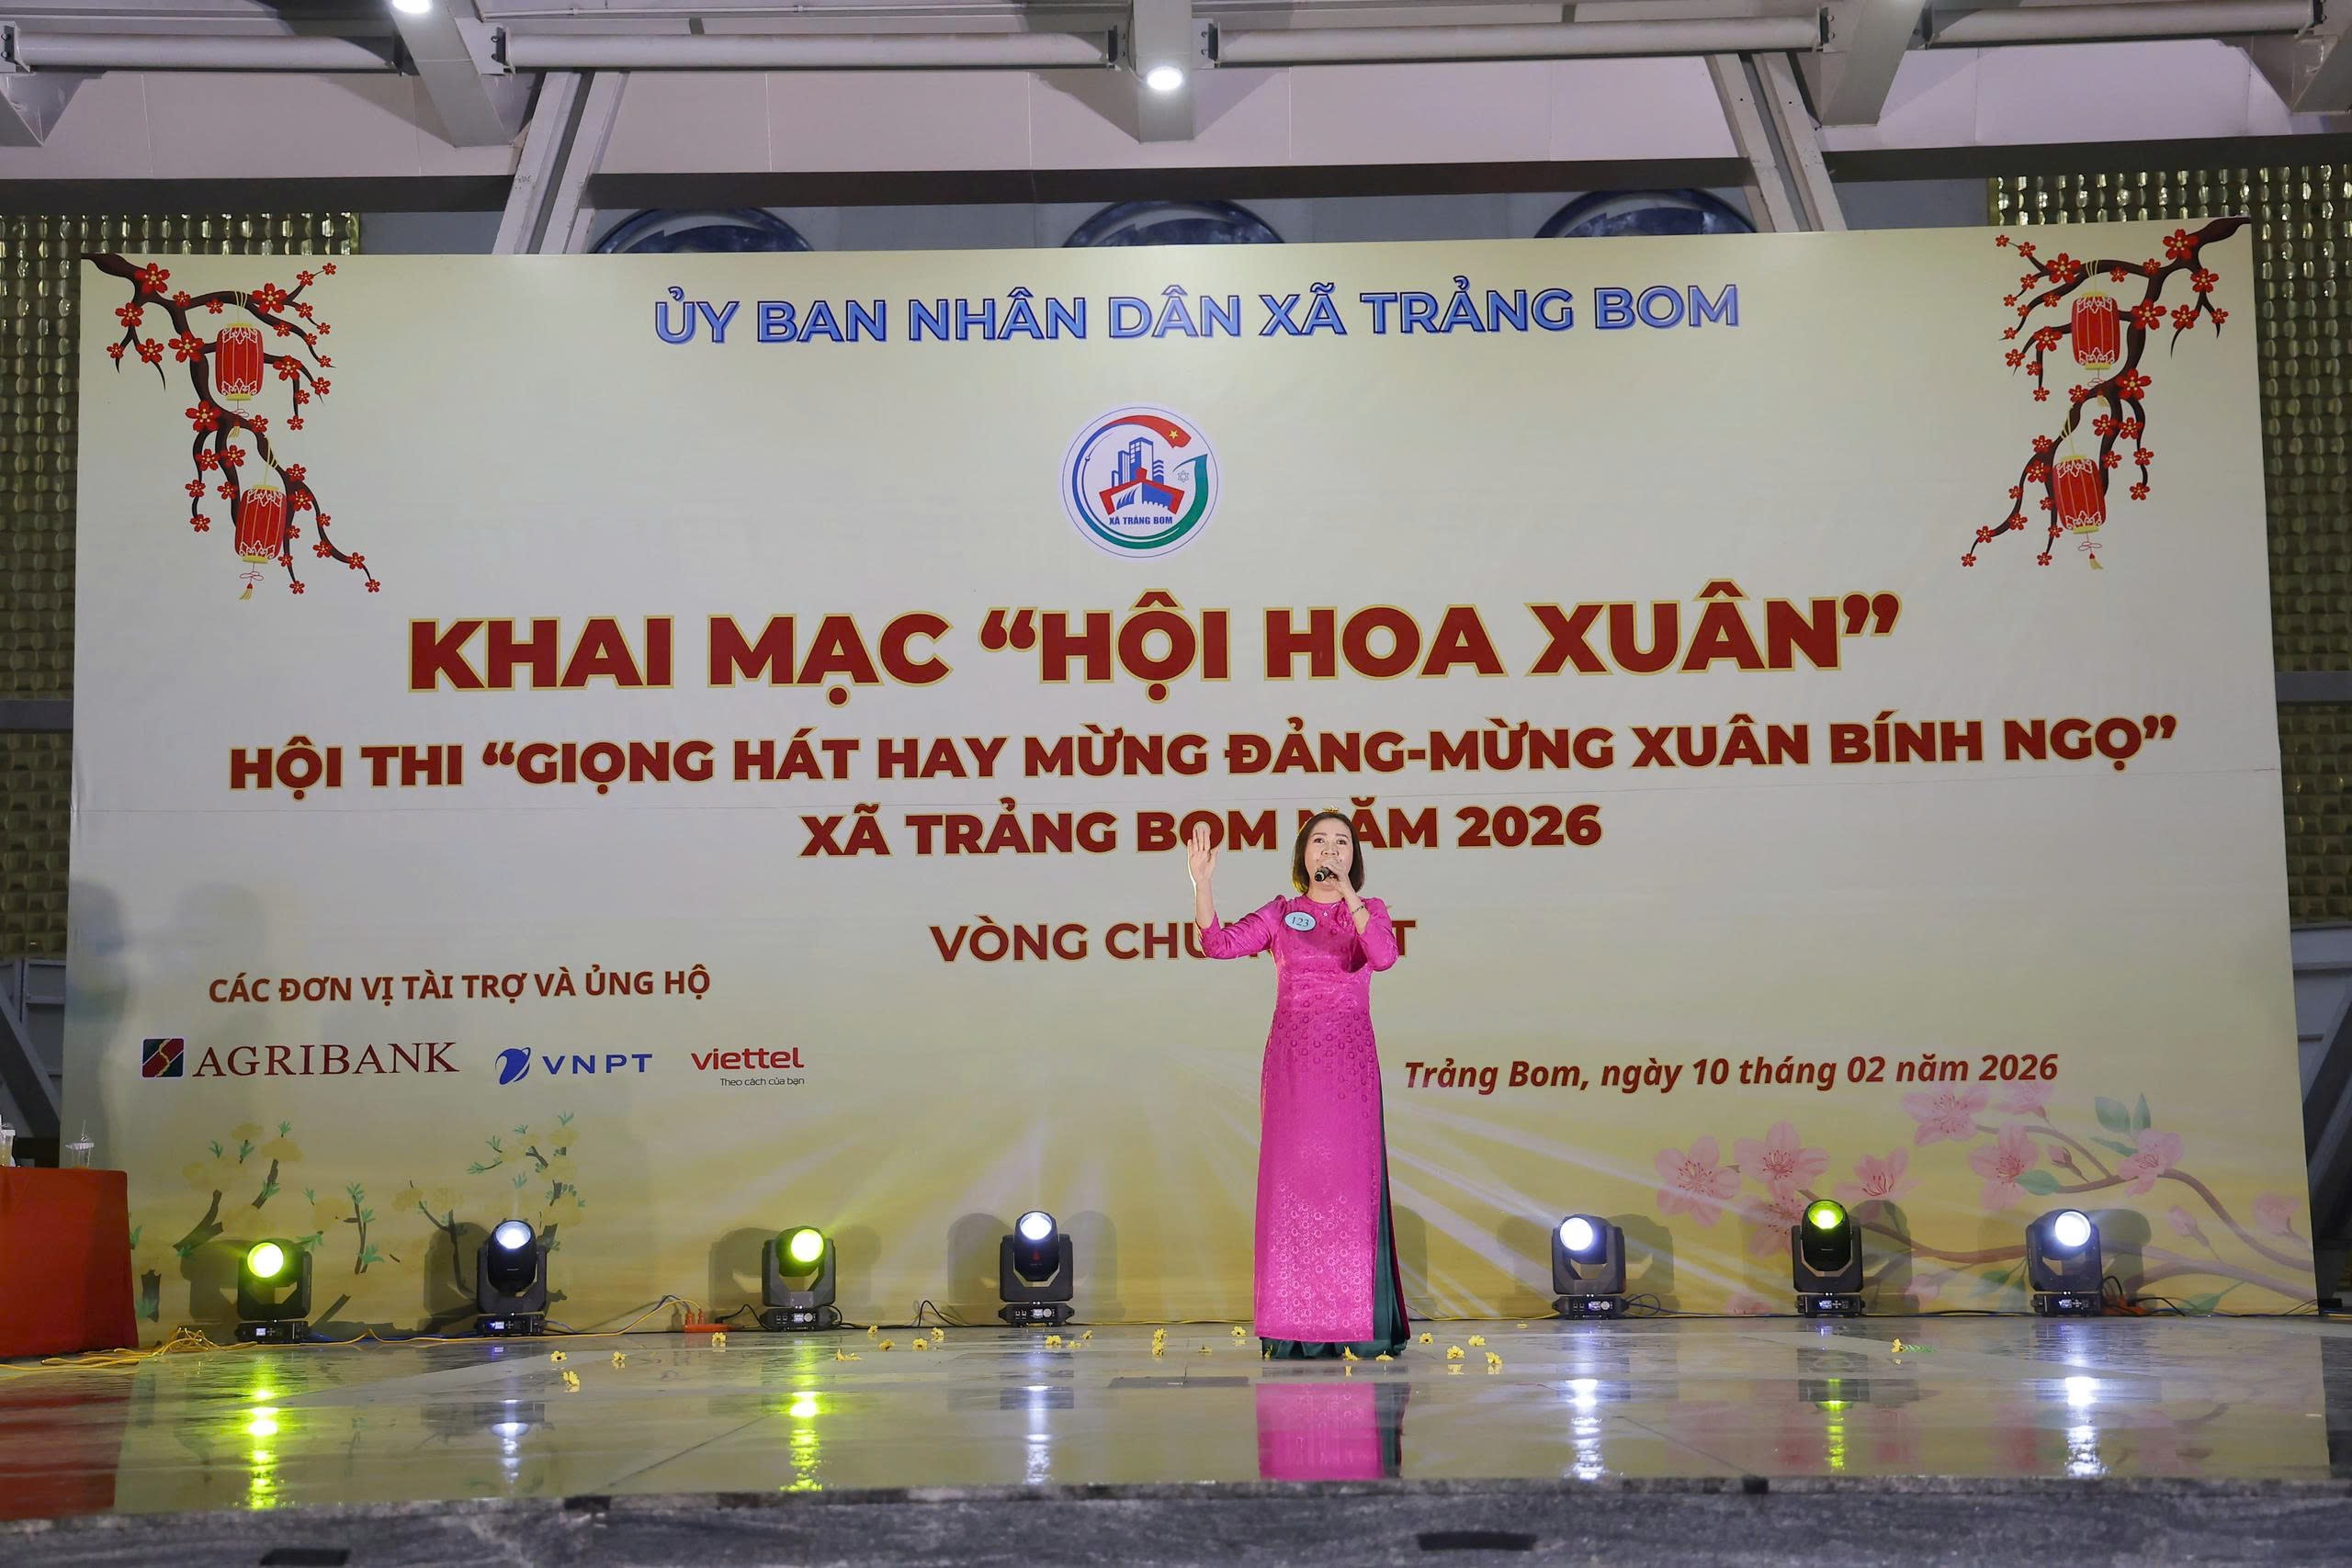 ỦY BAN NHÂN DÂN XÃ TRẢNG BOM
XÃ TRẢNG BOM
KHAI MẠC “HỘI HOA XUÂN”
HỘI THI “GIỌNG HÁT HAY MỪNG ĐẢNG-MỪNG XUÂN BÍNH NGỌ”
XÃ TRẢNG BOM NĂM 2026
VÒNG CHU
123
CÁC ĐƠN VỊ TÀI TRỢ VÀ ỦNG HỘ
AGRIBANK VNPT viettel
Theo cách của bạn
Trảng Bom, ngày 10 tháng 02 năm 2026